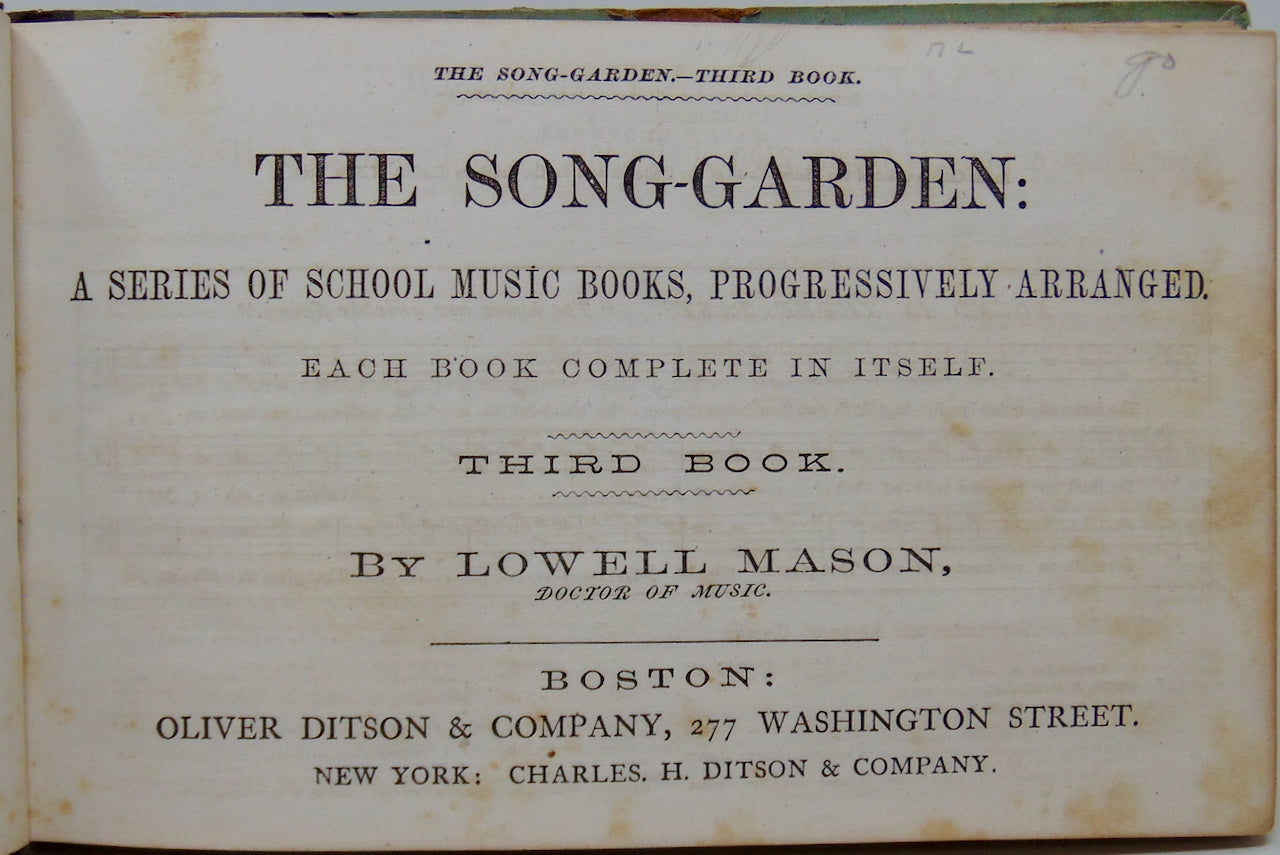 THE SONG-GARDEN.—THIRD BOOK.
THE SONG-GARDEN:
A SERIES OF SCHOOL MUSIC BOOKS, PROGRESSIVELY ARRANGED.
EACH BOOK COMPLETE IN ITSELF.
THIRD BOOK.
BY LOWELL MASON,
DOCTOR OF MUSIC.
BOSTON:
OLIVER DITSON & COMPANY, 277 WASHINGTON STREET.
NEW YORK: CHARLES. H. DITSON & COMPANY.